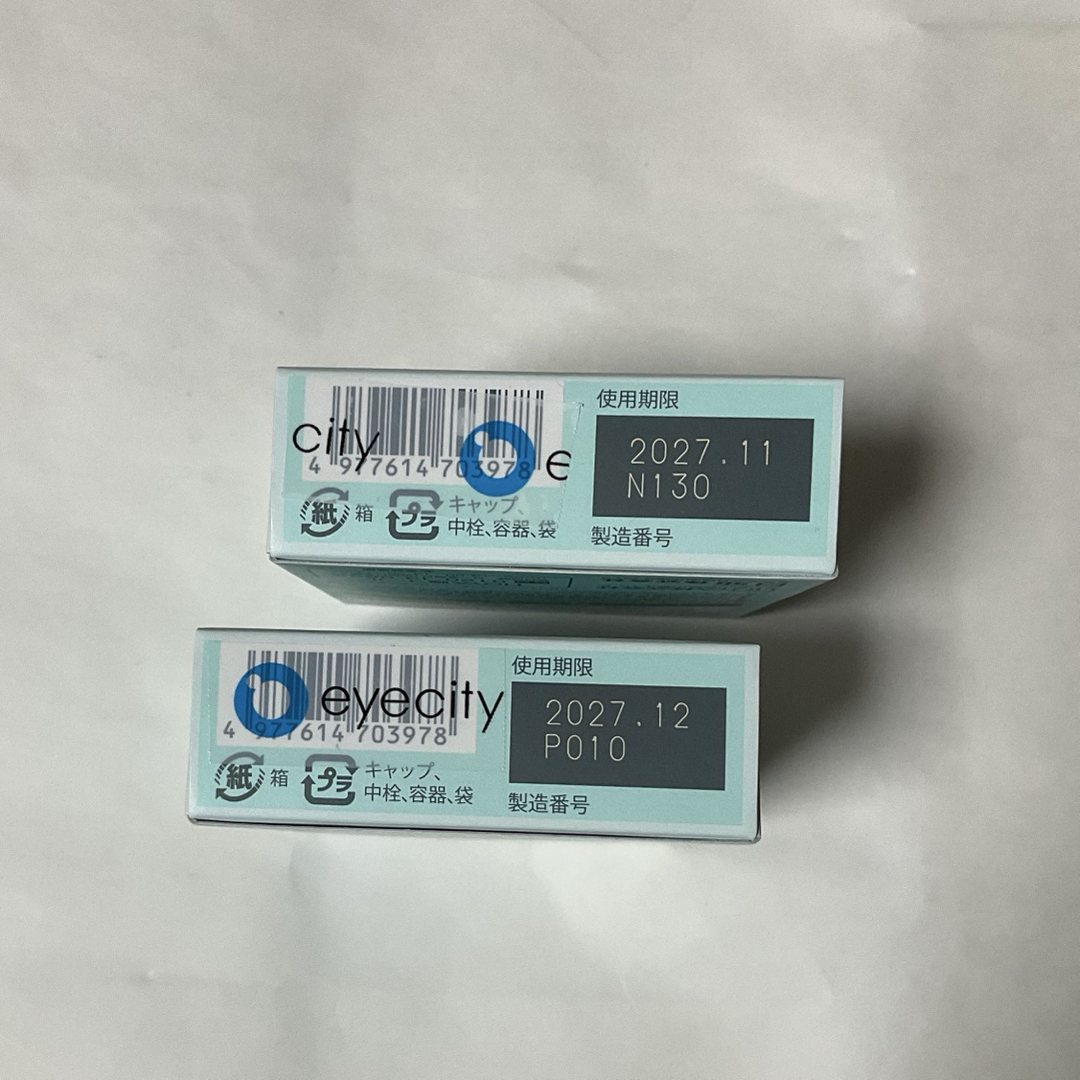 city
e
4 977614 703978
紙 箱
プラ キャップ、
中栓、容器、袋
使用期限
2027.11
N130
製造番号
eyecity
4 977614 703978
紙 箱
プラ キャップ、
中栓、容器、袋
使用期限
2027.12
P010
製造番号